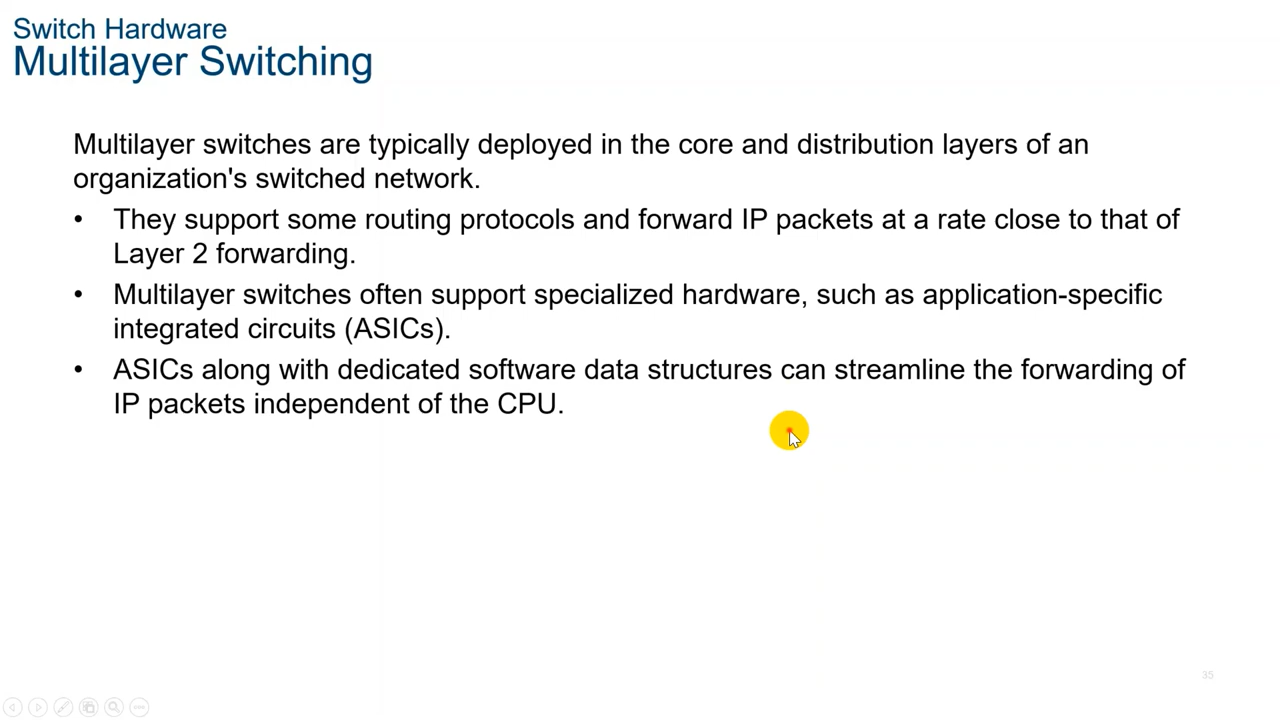 Switch Hardware
Multilayer Switching
Multilayer switches are typically deployed in the core and distribution layers of an
organization's switched network.
• They support some routing protocols and forward IP packets at a rate close to that of
Layer 2 forwarding.
• Multilayer switches often support specialized hardware, such as application-specific
integrated circuits (ASICs).
• ASICs along with dedicated software data structures can streamline the forwarding of
IP packets independent of the CPU.
35